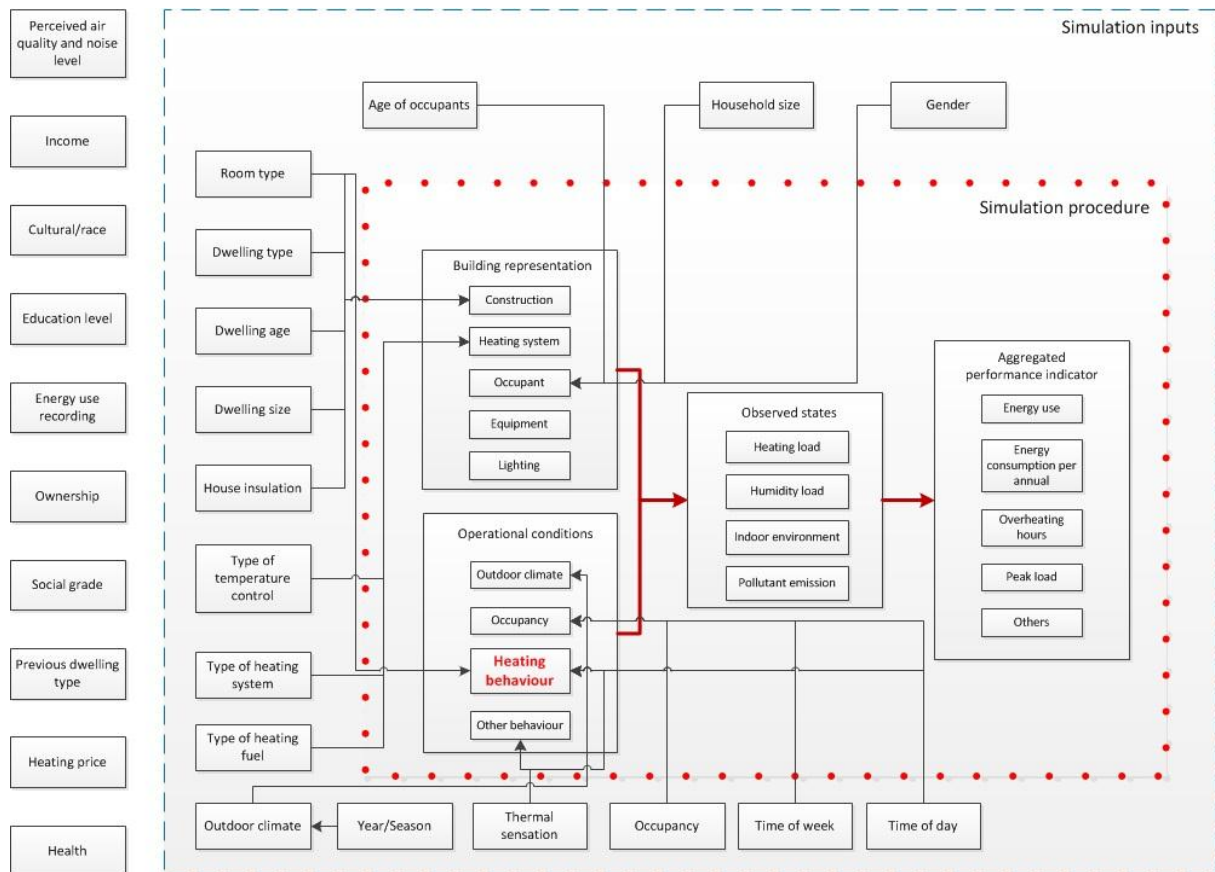 Perceived air
quality and noise
level
Income
Cultural/race
Education level
Energy use
recording
Ownership
Social grade
Previous dwelling
type
Heating price
Health
Simulation inputs
Age of occupants
Household size
Gender
Room type
Dwelling type
Dwelling age
Dwelling size
House insulation
Type of
temperature
control
Type of heating
system
Type of heating
fuel
Simulation procedure
Building representation
Construction
Heating system
Occupant
Equipment
Lighting
Operational conditions
Outdoor climate
Occupancy
Heating
behaviour
Other behaviour
Observed states
Heating load
Humidity load
Indoor environment
Pollutant emission
Aggregated
performance indicator
Energy use
Energy
consumption per
annual
Overheating
hours
Peak load
Others
Outdoor climate
Year/Season
Thermal
sensation
Occupancy
Time of week
Time of day